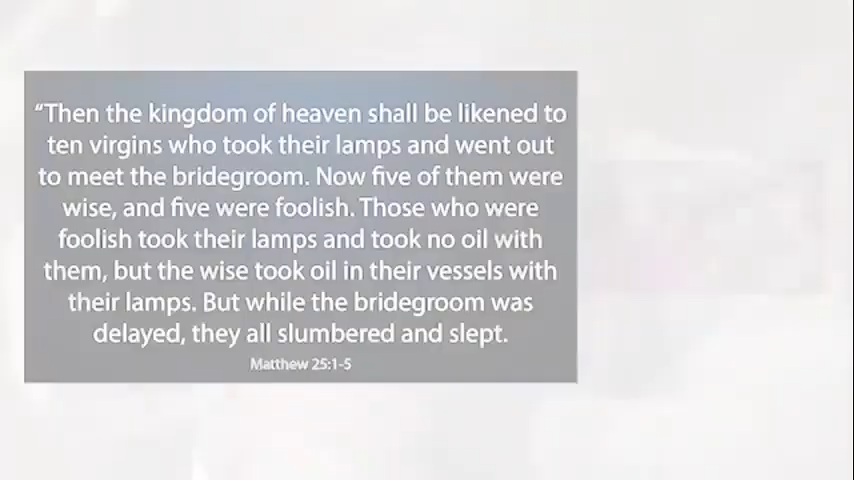 “Then the kingdom of heaven shall be likened to
ten virgins who took their lamps and went out
to meet the bridegroom. Now five of them were
wise, and five were foolish. Those who were
foolish took their lamps and took no oil with
them, but the wise took oil in their vessels with
their lamps. But while the bridegroom was
delayed, they all slumbered and slept.
Matthew 25:1-5